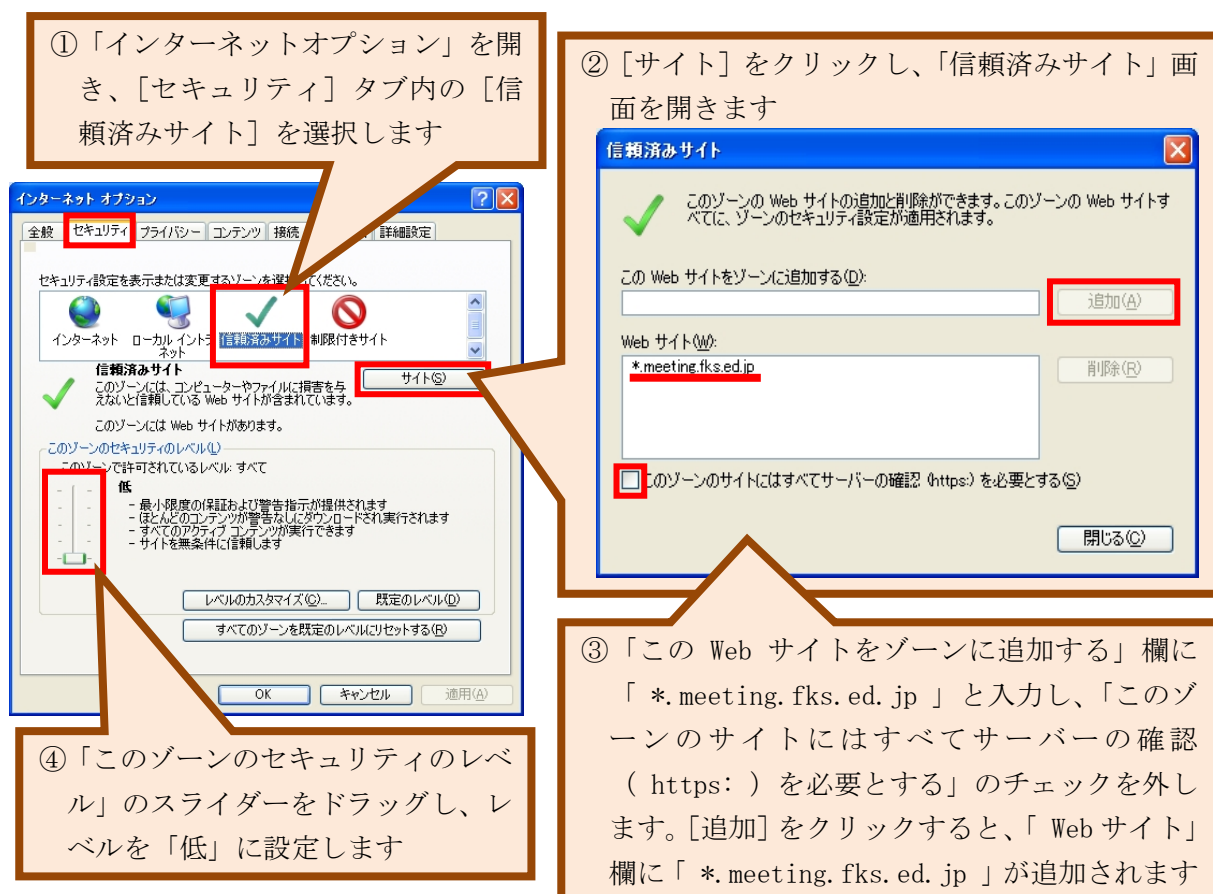 ①「インターネットオプション」を開
き、［セキュリティ］タブ内の［信
頼済みサイト］を選択します
②［サイト］をクリックし、「信頼済みサイト」画
面を開きます
信頼済みサイト
このゾーンの Web サイトの追加と削除ができます。このゾーンの Web サイトす
べてに、ゾーンのセキュリティ設定が適用されます。
この Web サイトをゾーンに追加する(D):
追加(A)
Web サイト(W):
*.meeting.fks.ed.jp
削除(R)
このゾーンのサイトにはすべてサーバーの確認 (https:) を必要とする(S)
閉じる(C)
インターネット オプション
全般 セキュリティ プライバシー コンテンツ 接続 詳細設定
セキュリティ設定を表示または変更するゾーンを選択してください。
インターネット ローカル イントラ 信頼済みサイト 制限付きサイト
ネット
信頼済みサイト
サイト(S)
このゾーンには、コンピューターやファイルに損害を与
えないと信頼している Web サイトが含まれています。
このゾーンには Web サイトがあります。
このゾーンのセキュリティのレベル(L)
このゾーンで許可されているレベル: すべて
低
- 最小限度の保証および警告指示が提供されます
- ほとんどのコンテンツが警告なしにダウンロードされ実行されます
- すべてのアクティブ コンテンツが実行できます
- サイトを無条件に信頼します
レベルのカスタマイズ(C)... 既定のレベル(D)
すべてのゾーンを既定のレベルにリセットする(R)
OK キャンセル 適用(A)
③「この Web サイトをゾーンに追加する」欄に
「 *.meeting.fks.ed.jp 」と入力し、「このゾ
ーンのサイトにはすべてサーバーの確認
( https: ) を必要とする」のチェックを外し
ます。［追加］をクリックすると、「 Web サイト」
欄に「 *.meeting.fks.ed.jp 」が追加されます
④「このゾーンのセキュリティのレベ
ル」のスライダーをドラッグし、レ
ベルを「低」に設定します